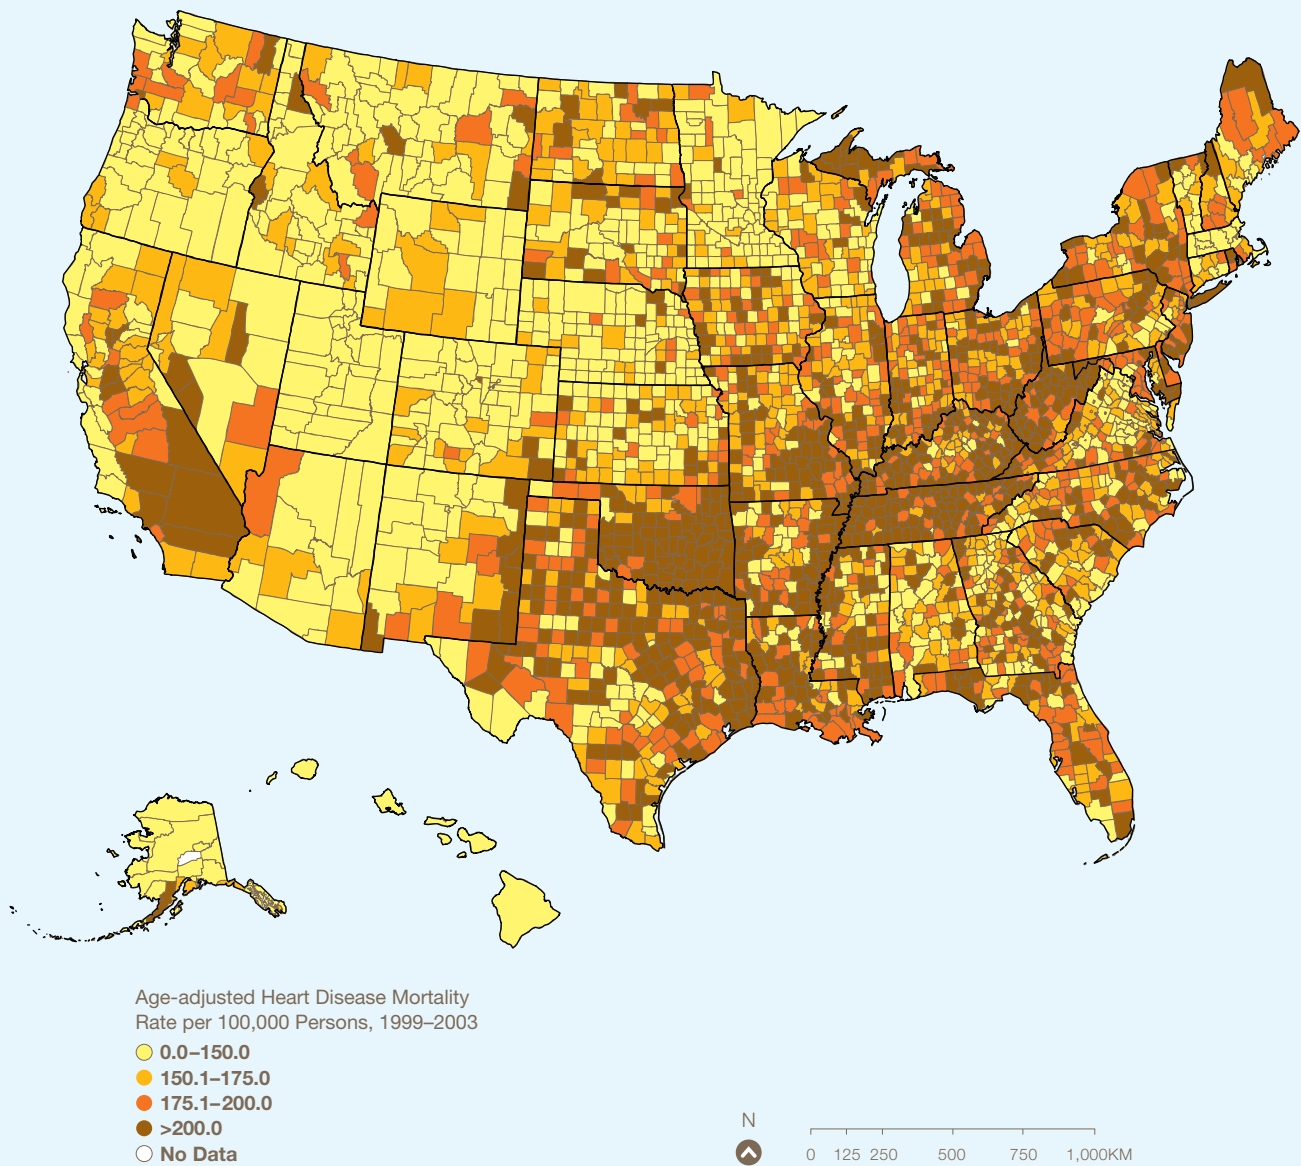 Age-adjusted Heart Disease Mortality
Rate per 100,000 Persons, 1999–2003
0.0–150.0
150.1–175.0
175.1–200.0
>200.0
No Data
N
0 125 250 500 750 1,000KM